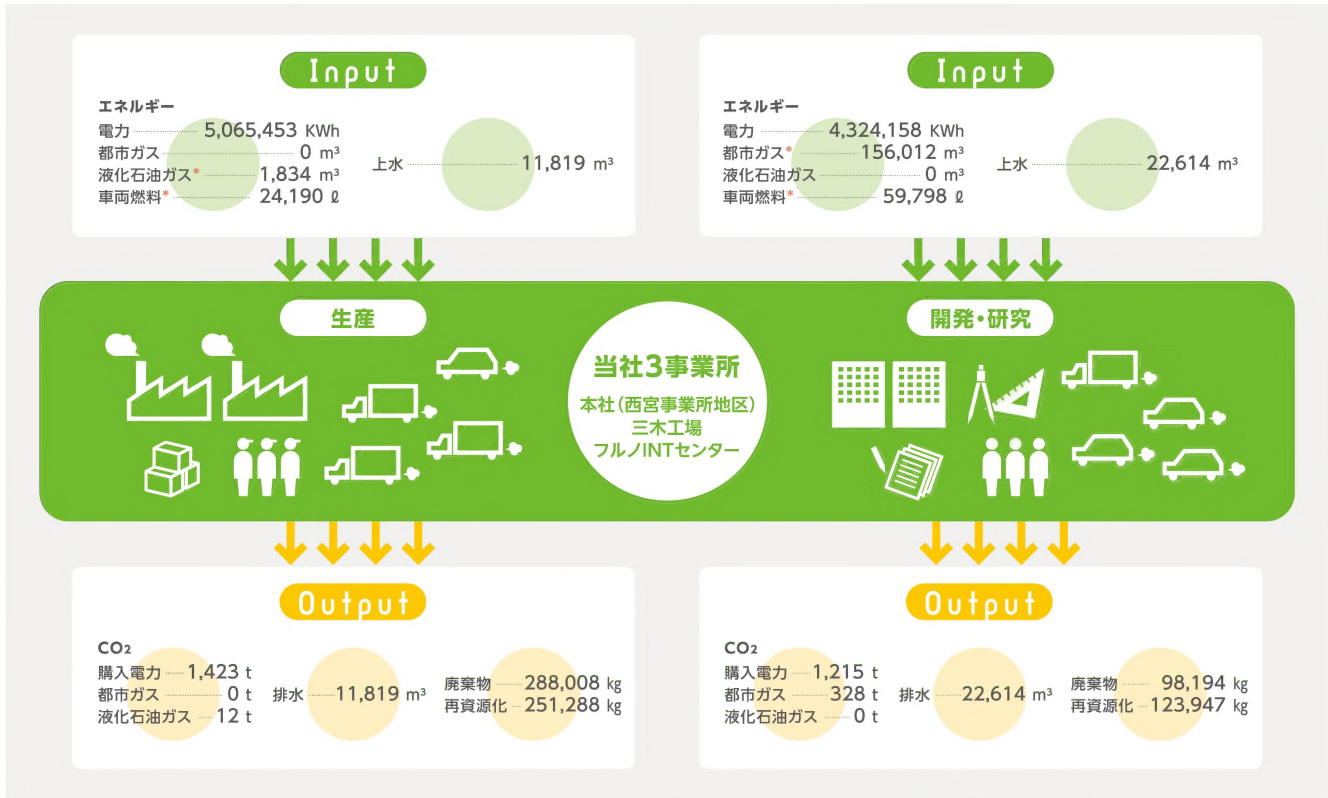 Input
エネルギー
電力 5,065,453 KWh
都市ガス 0 m³
液化石油ガス* 1,834 m³
車両燃料* 24,190 ℓ
上水 11,819 m³
Input
エネルギー
電力 4,324,158 KWh
都市ガス* 156,012 m³
液化石油ガス 0 m³
車両燃料* 59,798 ℓ
上水 22,614 m³
生産
当社3事業所
本社(西宮事業所地区)
三木工場
フルノINTセンター
開発・研究
Output
CO₂
購入電力 1,423 t
都市ガス 0 t
液化石油ガス 12 t
排水 11,819 m³
廃棄物 288,008 kg
再資源化 251,288 kg
Output
CO₂
購入電力 1,215 t
都市ガス 328 t
液化石油ガス 0 t
排水 22,614 m³
廃棄物 98,194 kg
再資源化 123,947 kg